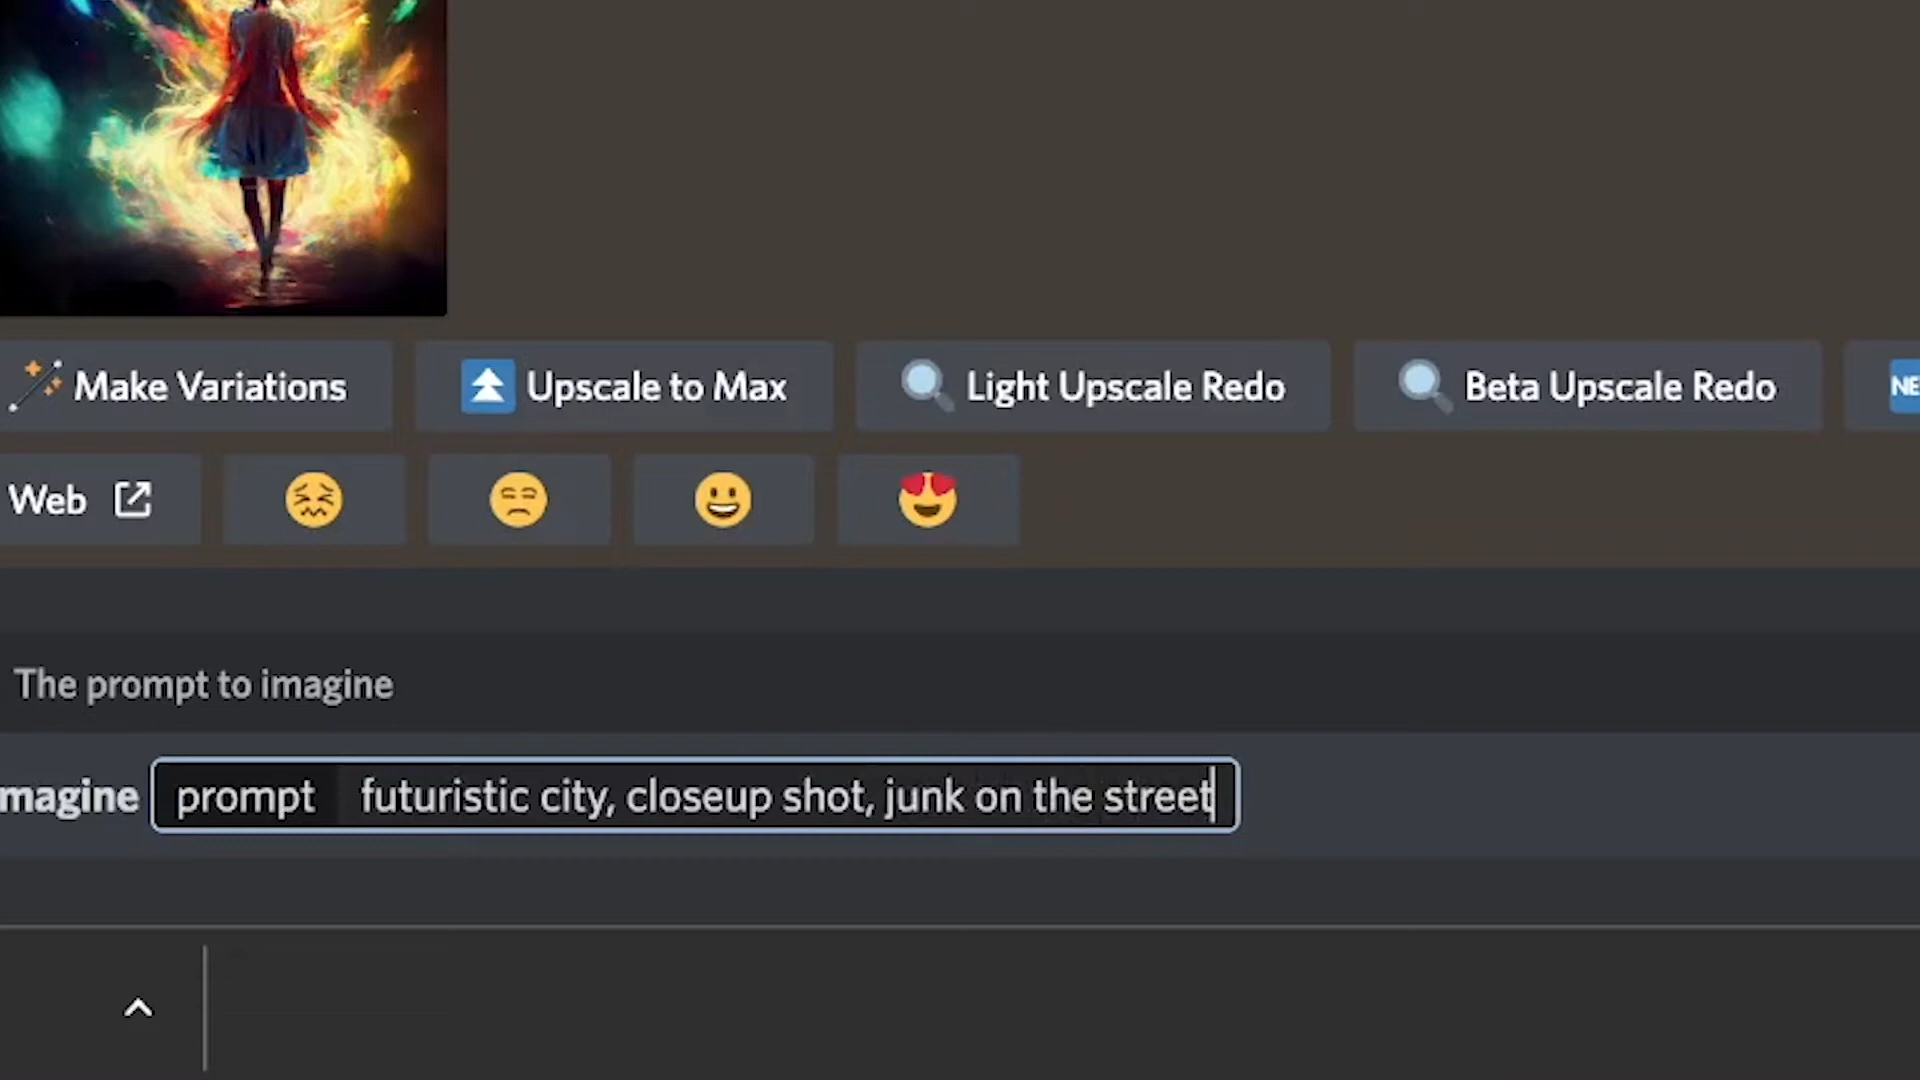 Make Variations Upscale to Max Light Upscale Redo Beta Upscale Redo NE
Web
The prompt to imagine
magine prompt futuristic city, closeup shot, junk on the street